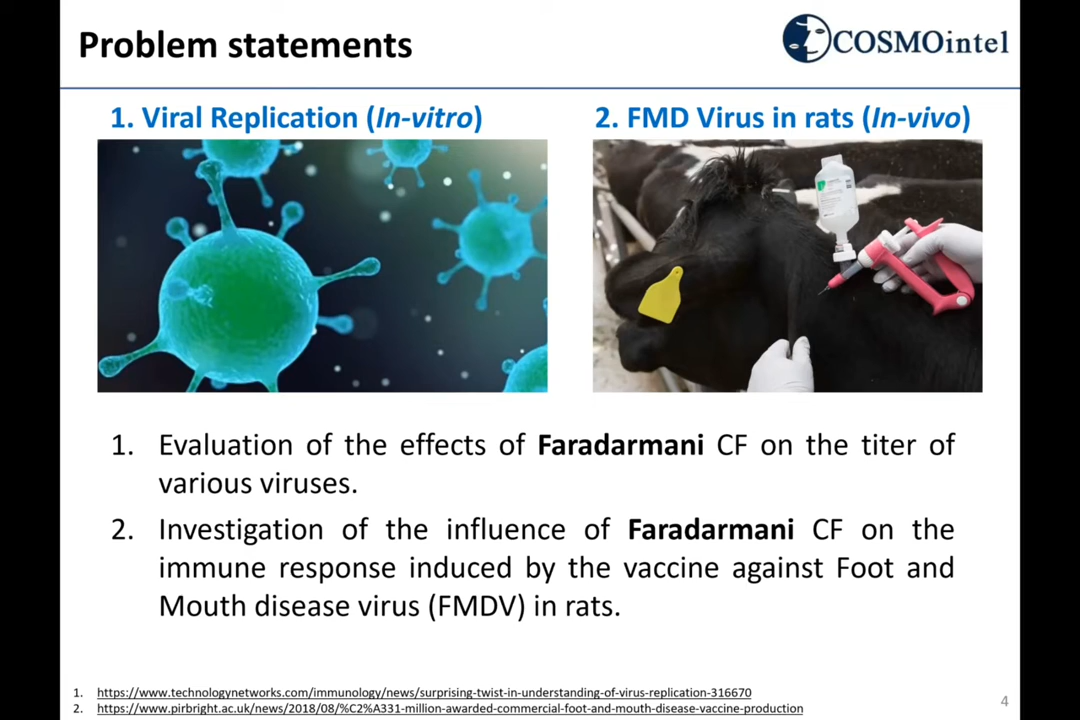 Problem statements
COSMOintel
1. Viral Replication (In-vitro)
2. FMD Virus in rats (In-vivo)
1. Evaluation of the effects of Faradarmani CF on the titer of
various viruses.
2. Investigation of the influence of Faradarmani CF on the
immune response induced by the vaccine against Foot and
Mouth disease virus (FMDV) in rats.
1. https://www.technologynetworks.com/immunology/news/surprising-twist-in-understanding-of-virus-replication-316670
2. https://www.pirbright.ac.uk/news/2018/08/%C2%A331-million-awarded-commercial-foot-and-mouth-disease-vaccine-production
4